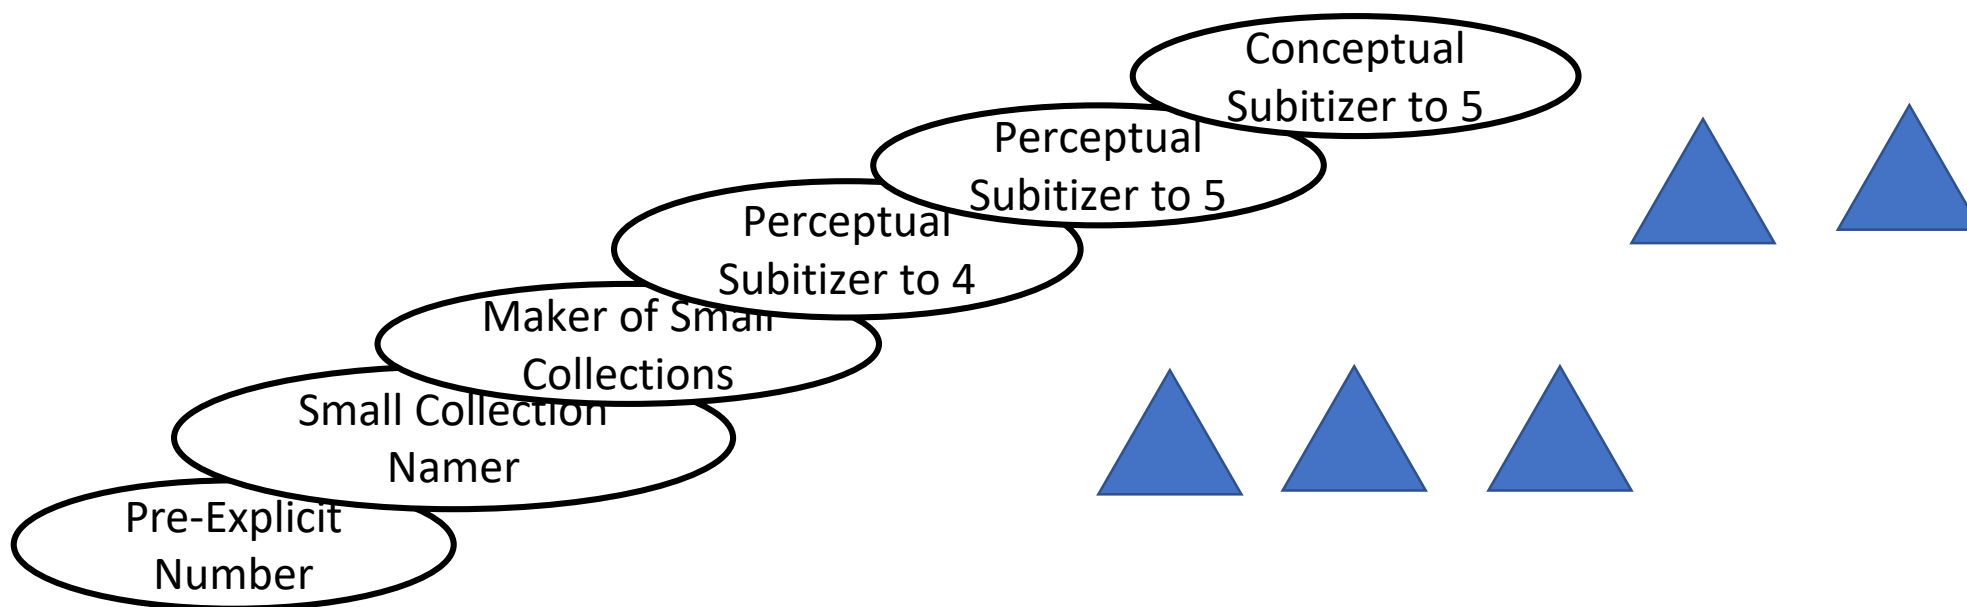 Conceptual
Subitizer to 5
Perceptual
Subitizer to 5
Perceptual
Subitizer to 4
Maker of Small
Collections
Small Collection
Namer
Pre-Explicit
Number